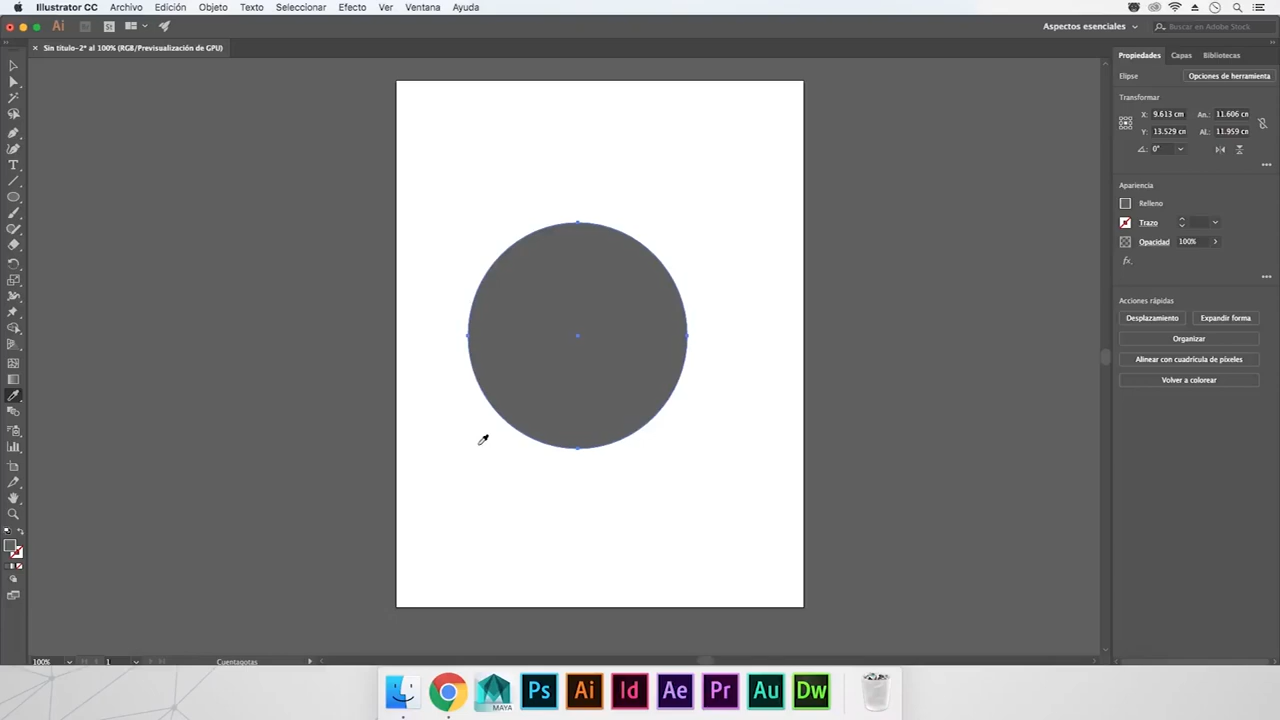 Illustrator CC Archivo Edición Objeto Texto Seleccionar Efecto Ver Ventana Ayuda
Ai Br St Aspectos esenciales Buscar en Adobe Stock
Sin título-2* al 100% (RGB/Previsualización de GPU)
Propiedades Capas Bibliotecas
Elipse Opciones de herramienta
Transformar
X: 9.613 cm An.: 11.606 cm
Y: 13.529 cm Al.: 11.959 cm
0°
Apariencia
Relleno
Trazo
Opacidad 100%
fx.
Acciones rápidas
Desplazamiento Expandir forma
Organizar
Alinear con cuadrícula de píxeles
Volver a colorear
T
100% 1 Cuentagotas
MAYA Ps Ai Id Ae Pr Au Dw